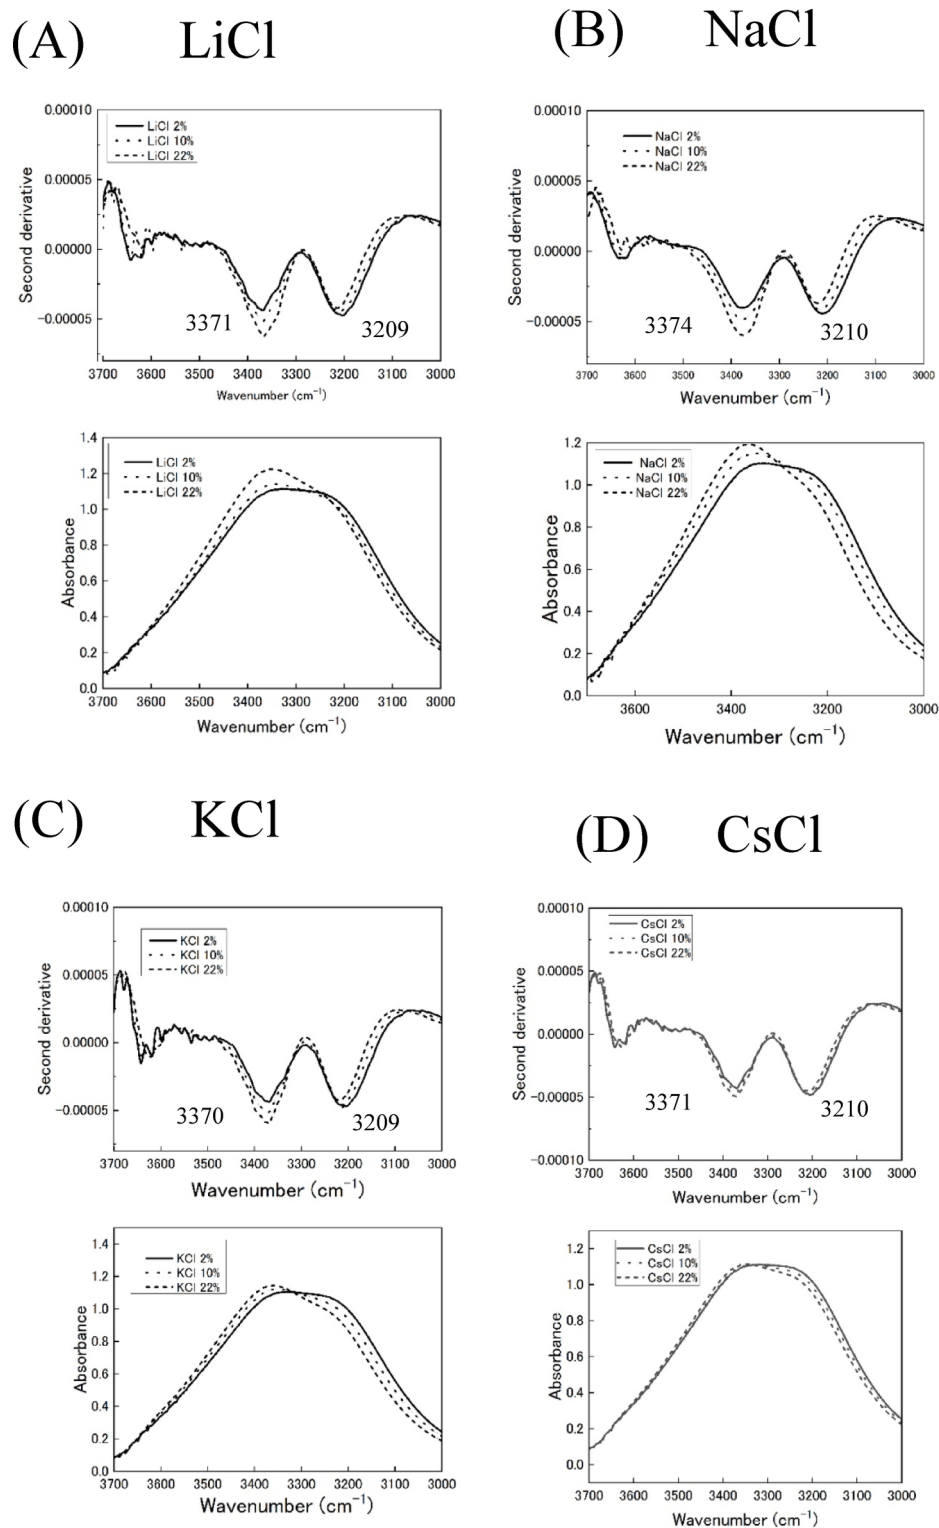 (A) LiCl
0.00010
0.00005
0.00000
−0.00005
Second derivative
LiCl 2%
LiCl 10%
LiCl 22%
3371
3209
3700 3600 3500 3400 3300 3200 3100 3000
Wavenumber (cm⁻¹)
1.4
1.2
1.0
0.8
0.6
0.4
0.2
0.0
Absorbance
LiCl 2%
LiCl 10%
LiCl 22%
3700 3600 3500 3400 3300 3200 3100 3000
Wavenumber (cm⁻¹)
(B) NaCl
0.00010
0.00005
0.00000
−0.00005
Second derivative
NaCl 2%
NaCl 10%
NaCl 22%
3374
3210
3700 3600 3500 3400 3300 3200 3100 3000
Wavenumber (cm⁻¹)
1.2
1.0
0.8
0.6
0.4
0.2
0.0
Absorbance
NaCl 2%
NaCl 10%
NaCl 22%
3600 3400 3200 3000
Wavenumber (cm⁻¹)
(C) KCl
0.00010
0.00005
0.00000
−0.00005
Second derivative
KCl 2%
KCl 10%
KCl 22%
3370
3209
3700 3600 3500 3400 3300 3200 3100 3000
Wavenumber (cm⁻¹)
1.4
1.2
1.0
0.8
0.6
0.4
0.2
0.0
Absorbance
KCl 2%
KCl 10%
KCl 22%
3700 3600 3500 3400 3300 3200 3100 3000
Wavenumber (cm⁻¹)
(D) CsCl
0.00010
0.00005
0.00000
−0.00005
−0.00010
Second derivative
CsCl 2%
CsCl 10%
CsCl 22%
3371
3210
3700 3600 3500 3400 3300 3200 3100 3000
Wavenumber (cm⁻¹)
1.2
1.0
0.8
0.6
0.4
0.2
0.0
Absorbance
CsCl 2%
CsCl 10%
CsCl 22%
3700 3600 3500 3400 3300 3200 3100 3000
Wavenumber (cm⁻¹)